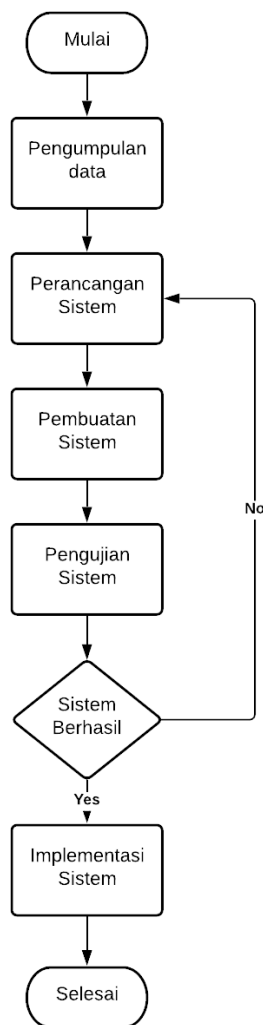 Mulai
Pengumpulan
data
Perancangan
Sistem
Pembuatan
Sistem
Pengujian
Sistem
Sistem
Berhasil
No
Yes
Implementasi
Sistem
Selesai